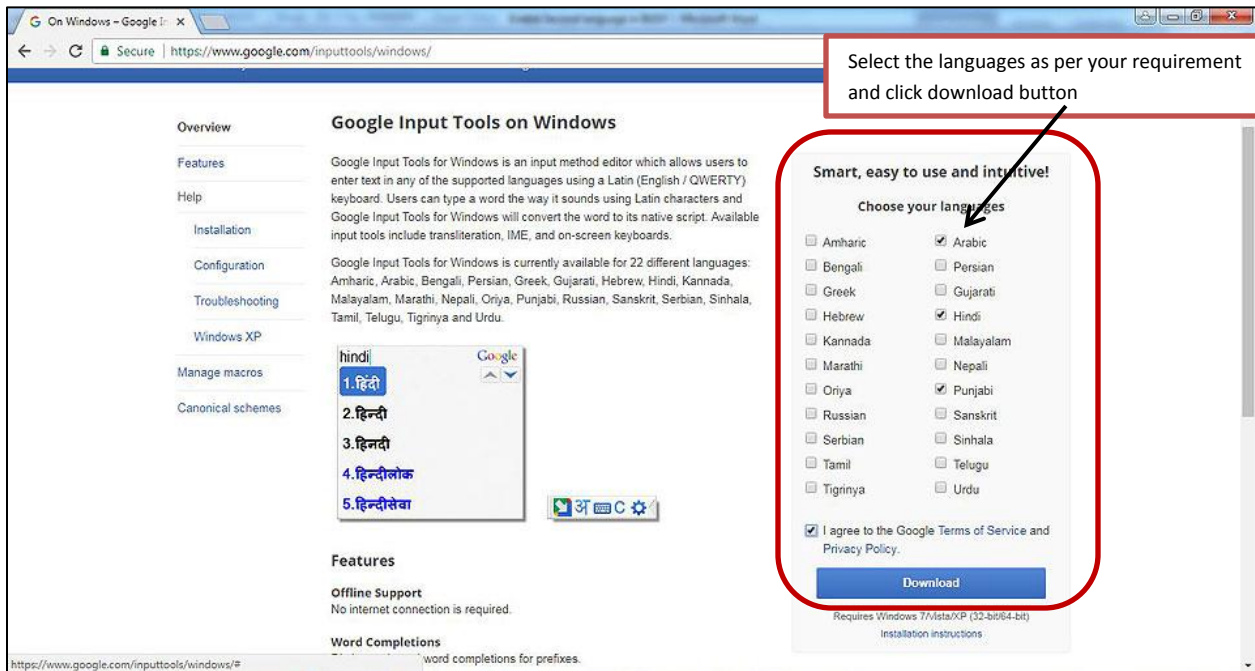 On Windows – Google In
Secure | https://www.google.com/inputtools/windows/
Select the languages as per your requirement
and click download button
Overview
Features
Help
Installation
Configuration
Troubleshooting
Windows XP
Manage macros
Canonical schemes
Google Input Tools on Windows
Google Input Tools for Windows is an input method editor which allows users to
enter text in any of the supported languages using a Latin (English / QWERTY)
keyboard. Users can type a word the way it sounds using Latin characters and
Google Input Tools for Windows will convert the word to its native script. Available
input tools include transliteration, IME, and on-screen keyboards.
Google Input Tools for Windows is currently available for 22 different languages:
Amharic, Arabic, Bengali, Persian, Greek, Gujarati, Hebrew, Hindi, Kannada,
Malayalam, Marathi, Nepali, Oriya, Punjabi, Russian, Sanskrit, Serbian, Sinhala,
Tamil, Telugu, Tigrinya and Urdu.
hindi Google
1.हिंदी
2.हिन्दी
3.हिनदी
4.हिन्दीलोक
5.हिन्दीसेवा
अ C
Features
Offline Support
No internet connection is required.
Word Completions
word completions for prefixes.
Smart, easy to use and intuitive!
Choose your languages
Amharic Arabic
Bengali Persian
Greek Gujarati
Hebrew Hindi
Kannada Malayalam
Marathi Nepali
Oriya Punjabi
Russian Sanskrit
Serbian Sinhala
Tamil Telugu
Tigrinya Urdu
I agree to the Google Terms of Service and
Privacy Policy.
Download
Requires Windows 7/Vista/XP (32-bit/64-bit)
Installation instructions
https://www.google.com/inputtools/windows/#